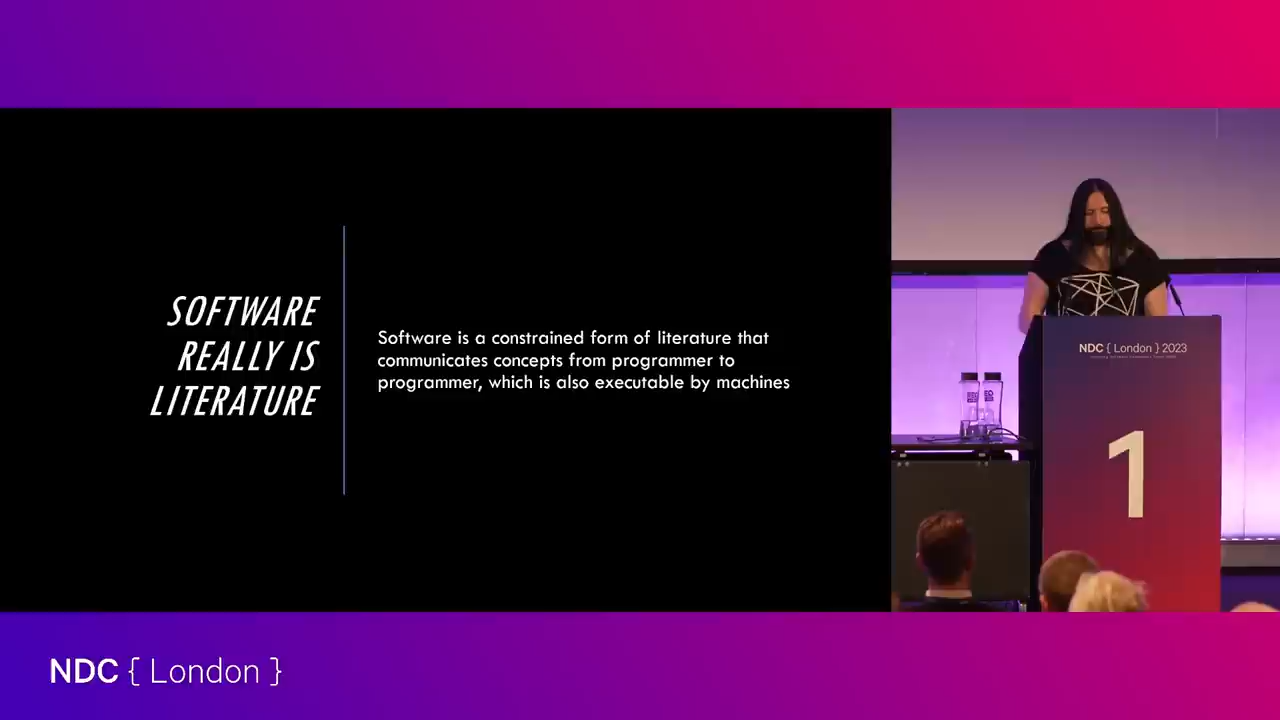 SOFTWARE
REALLY IS
LITERATURE
Software is a constrained form of literature that
communicates concepts from programmer to
programmer, which is also executable by machines
NDC { London } 2023
1
NDC { London }